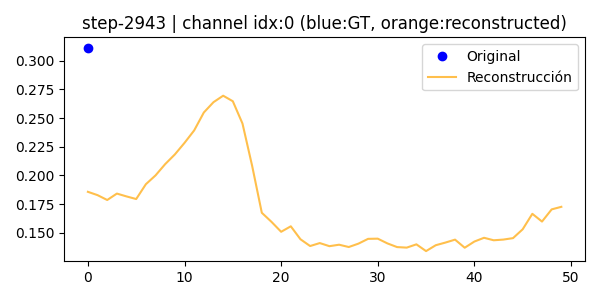 step-2943 | channel idx:0 (blue:GT, orange:reconstructed)
Original
Reconstrucción
0.300
0.275
0.250
0.225
0.200
0.175
0.150
0 10 20 30 40 50